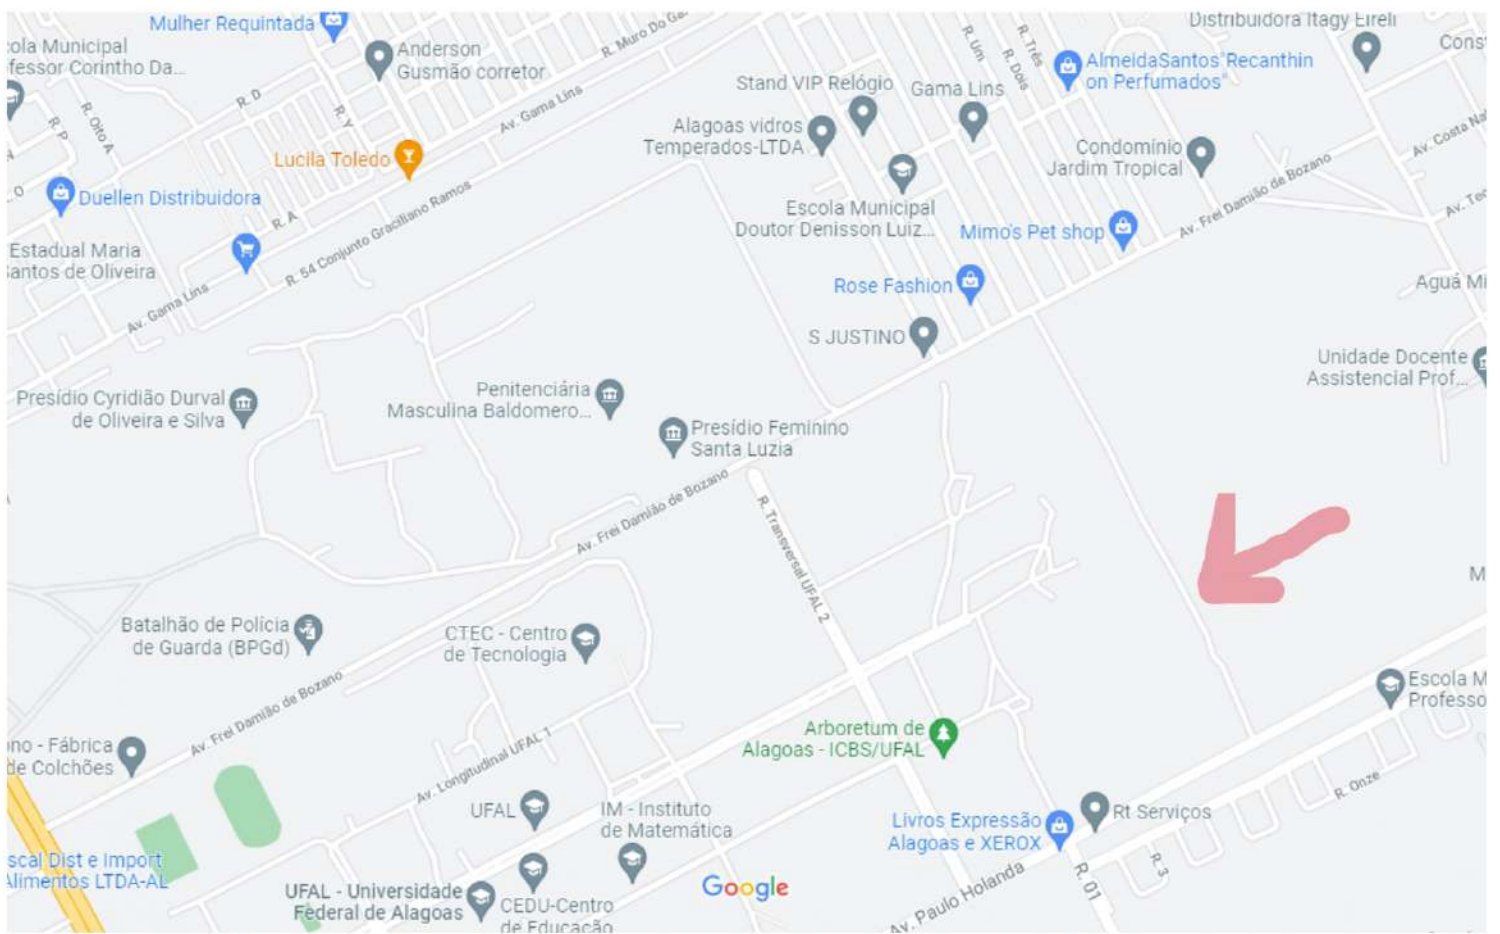 Mulher Requintada
Distribuidora Itagy Eireli
cola Municipal
fessor Corintho Da...
Anderson
Gusmão corretor
R. Muro Do Ga
R. Um
R. Dois
R. Três
Cons
AlmeidaSantos"Recanthin
on Perfumados"
Stand VIP Relógio
Gama Lins
R. D
R. Y
R. P
R. Oito A
Av. Gama Lins
Alagoas vidros
Temperados-LTDA
Condomínio
Jardim Tropical
Av. Costa Na
Lucila Toledo
O
Duellen Distribuidora
R. A
R. 54 Conjunto Graciliano Ramos
Escola Municipal
Doutor Denisson Luiz...
Mimo's Pet shop
Av. Frei Damião de Bozano
Av. Tec
Estadual Maria
Santos de Oliveira
Av. Gama Lins
Rose Fashion
Aguá Mi
S JUSTINO
Unidade Docente
Assistencial Prof...
Presídio Cyridião Durval
de Oliveira e Silva
Penitenciária
Masculina Baldomero...
Presídio Feminino
Santa Luzia
Av. Frei Damião de Bozano
R. Transversal UFAL 2
M
Batalhão de Polícia
de Guarda (BPGd)
CTEC - Centro
de Tecnologia
Av. Frei Damião de Bozano
Escola M
Professo
ono - Fábrica
de Colchões
Arboretum de
Alagoas - ICBS/UFAL
Av. Longitudinal UFAL 1
R. Onze
UFAL
IM - Instituto
de Matemática
Livros Expressão
Alagoas e XEROX
Rt Serviços
scal Dist e Import
Alimentos LTDA-AL
R. 3
R. 01
Av. Paulo Holanda
UFAL - Universidade
Federal de Alagoas
CEDU-Centro
de Educação
Google